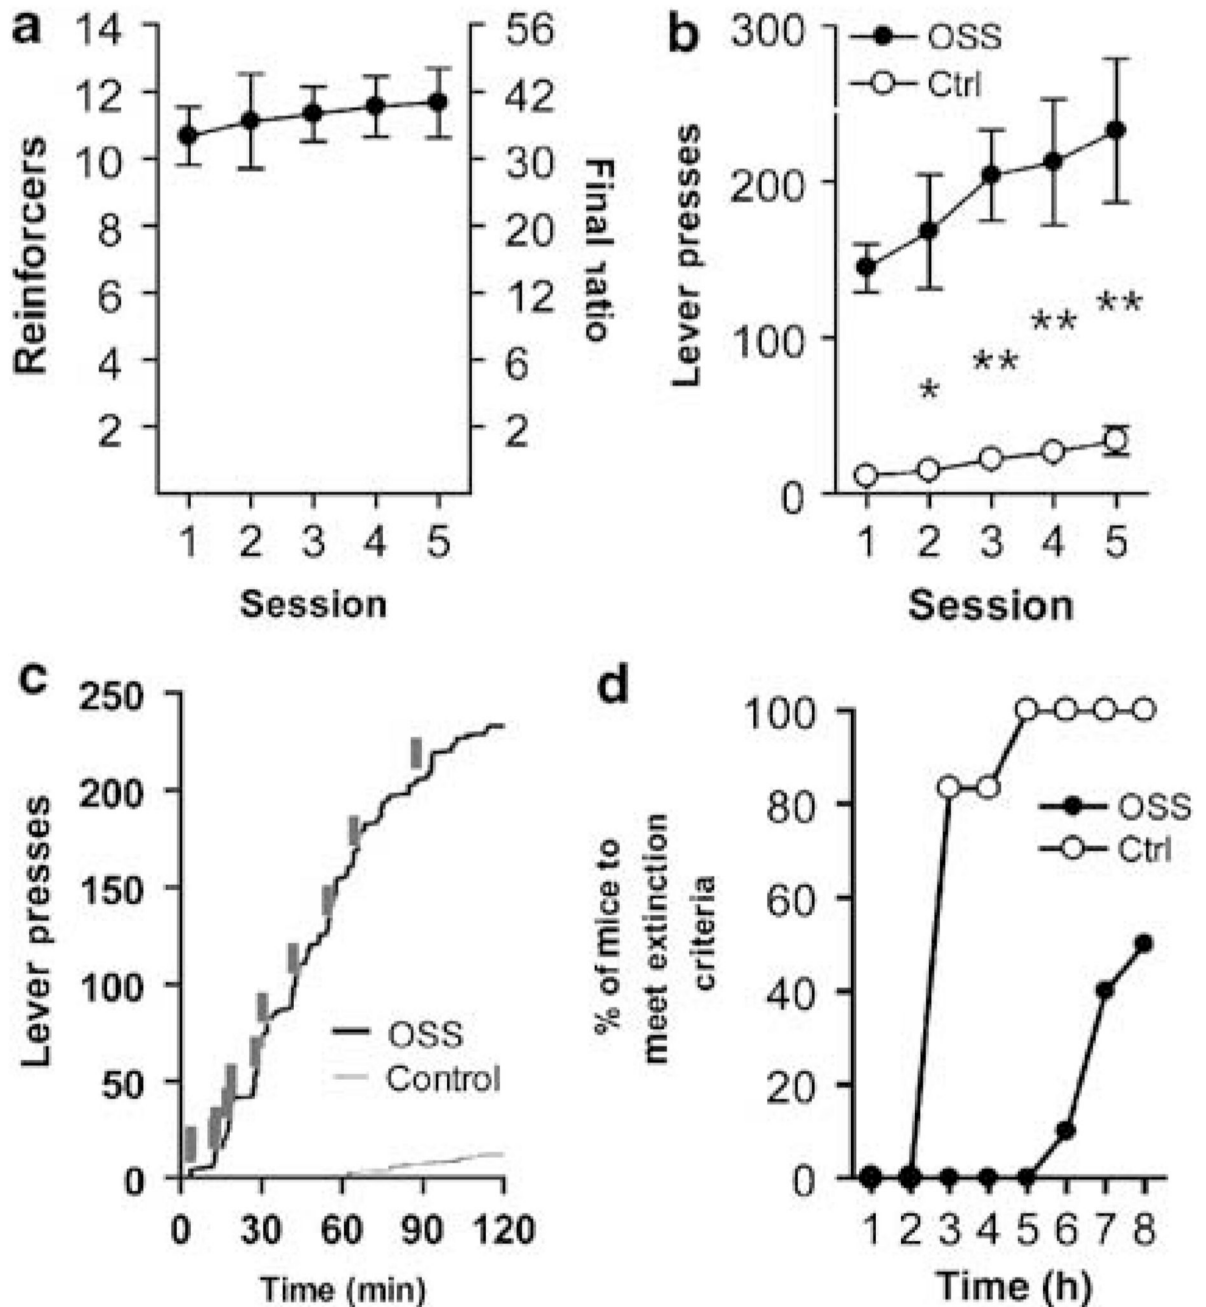 a
14
12
10
8
6
4
2
Reinforcers
56
42
30
20
12
6
2
Final ratio
1 2 3 4 5
Session
b
300
200
100
0
Lever presses
OSS
Ctrl
*
**
**
**
1 2 3 4 5
Session
c
250
200
150
100
50
0
Lever presses
OSS
Control
0 30 60 90 120
Time (min)
d
100
80
60
40
20
0
% of mice to
meet extinction
criteria
OSS
Ctrl
1 2 3 4 5 6 7 8
Time (h)